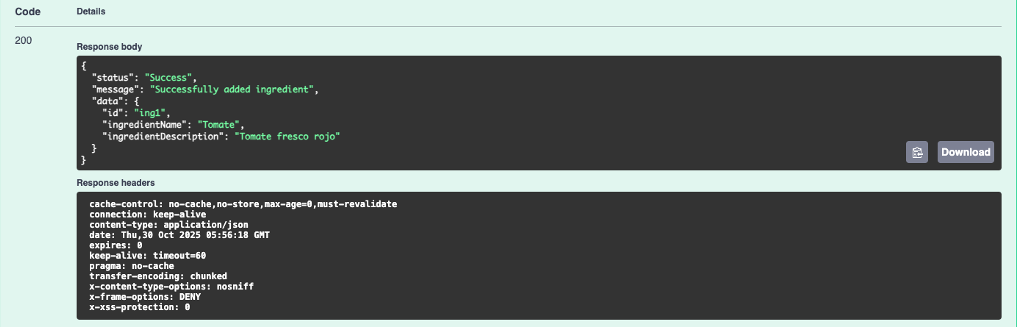 Code Details
200
Response body
{
  "status": "Success",
  "message": "Successfully added ingredient",
  "data": {
    "id": "ing1",
    "ingredientName": "Tomate",
    "ingredientDescription": "Tomate fresco rojo"
  }
}
Download
Response headers
cache-control: no-cache,no-store,max-age=0,must-revalidate
connection: keep-alive
content-type: application/json
date: Thu,30 Oct 2025 05:56:18 GMT
expires: 0
keep-alive: timeout=60
pragma: no-cache
transfer-encoding: chunked
x-content-type-options: nosniff
x-frame-options: DENY
x-xss-protection: 0